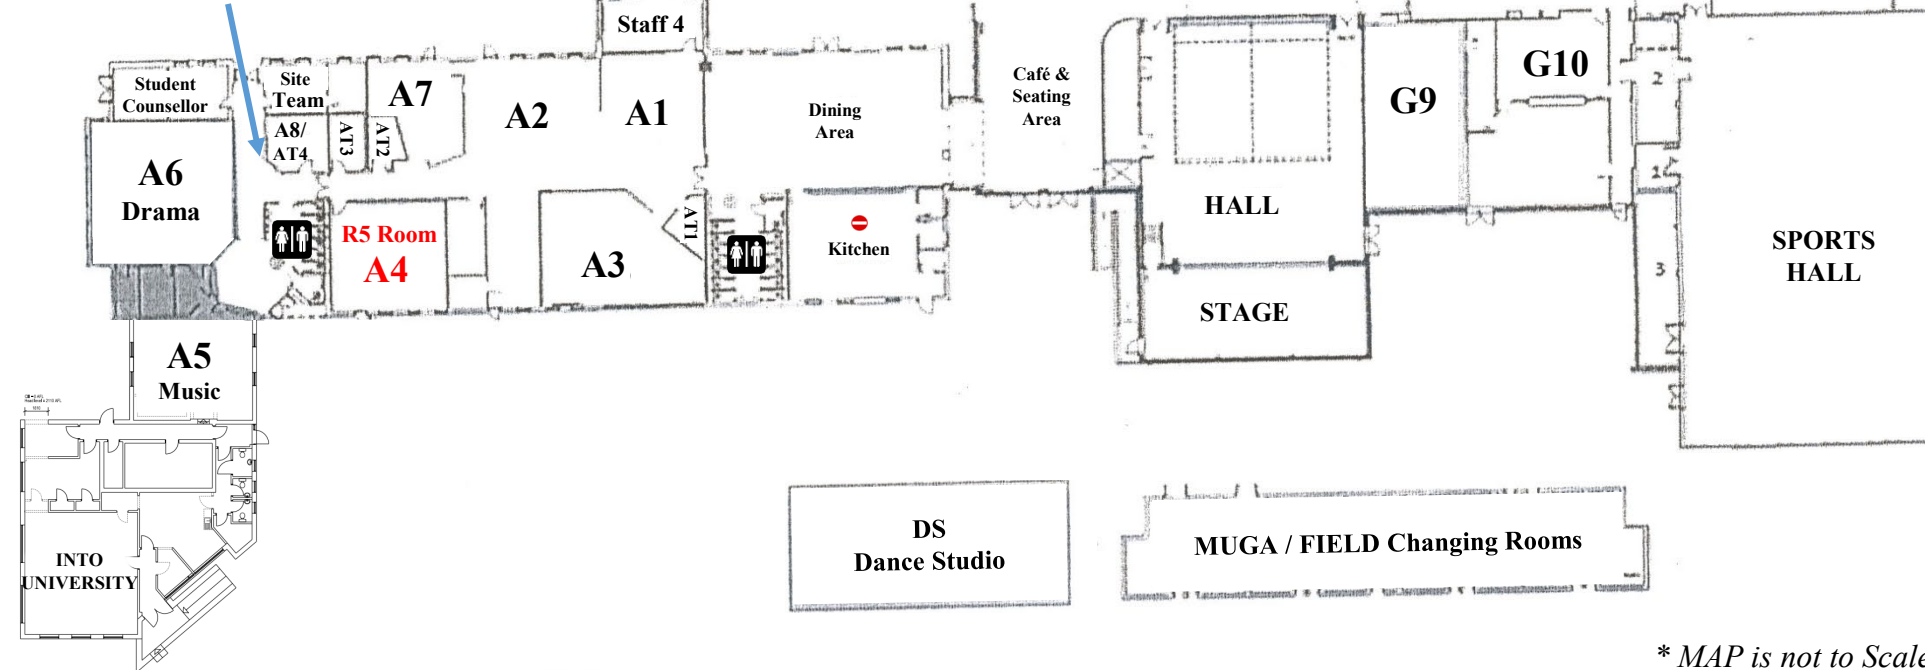 Staff 4
Student
Counsellor
Site
Team
A7
A2
A1
Dining
Area
Café &
Seating
Area
G9
G10
2
A8/
AT4
AT3
AT2
A6
Drama
1
HALL
R5 Room
A4
A3
AT1
Kitchen
SPORTS
HALL
3
STAGE
A5
Music
DS
Dance Studio
MUGA / FIELD Changing Rooms
INTO
UNIVERSITY
* MAP is not to Scale